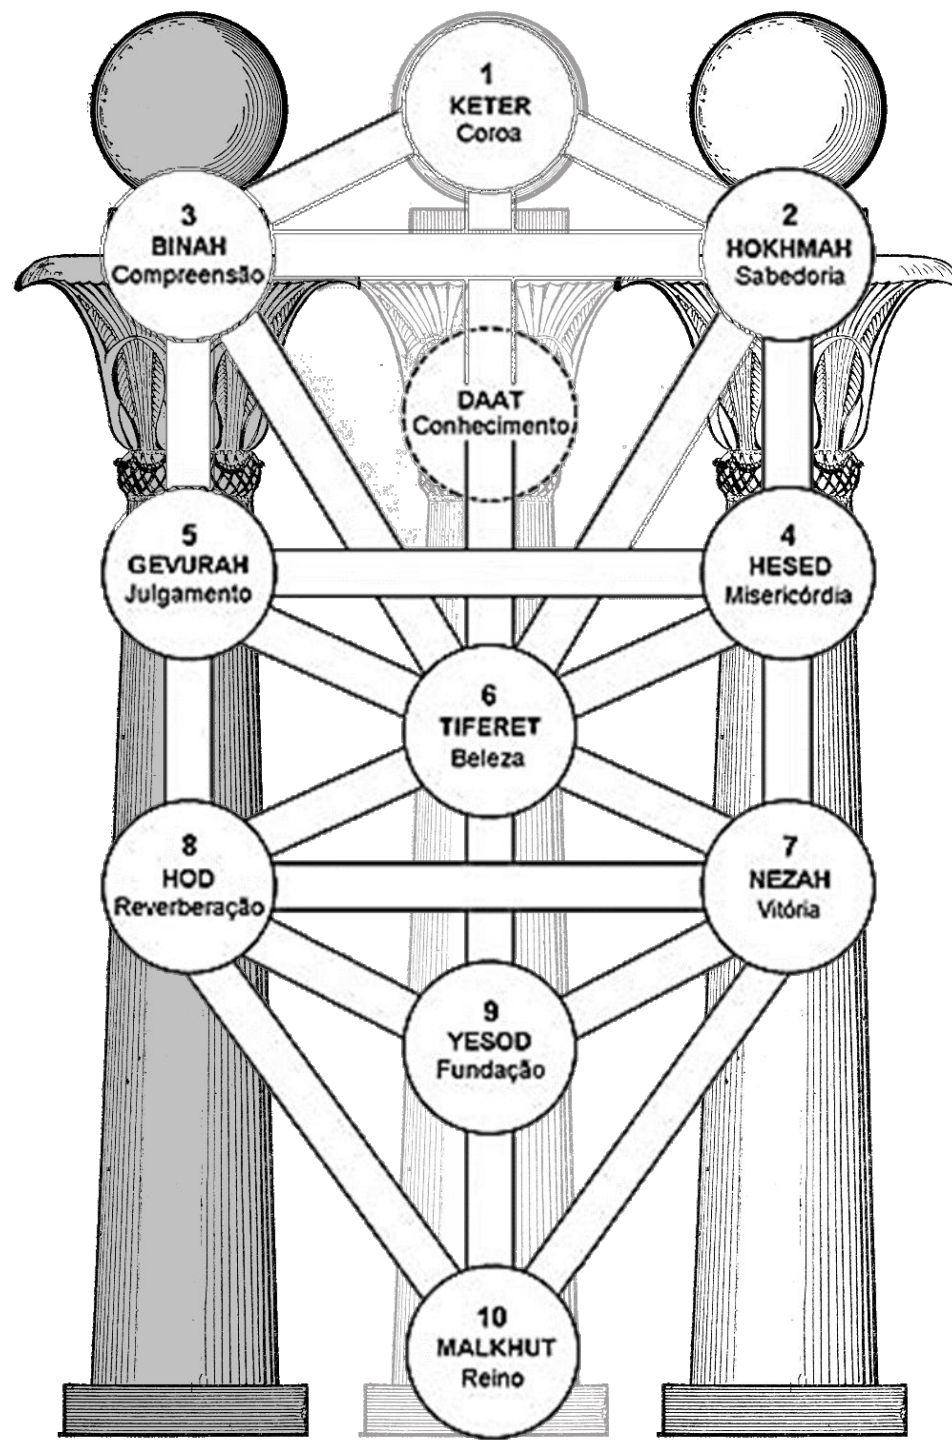 1
KETER
Coroa
3
BINAH
Compreensão
2
HOKHMAH
Sabedoria
DAAT
Conhecimento
5
GEVURAH
Julgamento
4
HESED
Misericórdia
6
TIFERET
Beleza
8
HOD
Reverberação
7
NEZAH
Vitória
9
YESOD
Fundação
10
MALKHUT
Reino